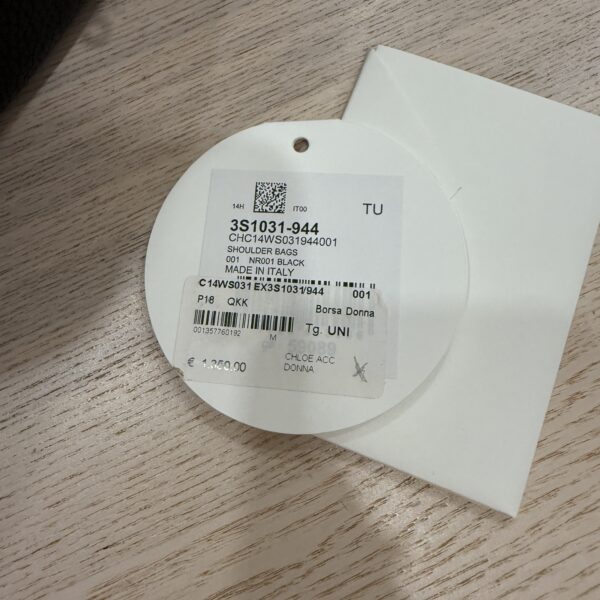 14H IT00 TU
3S1031-944
CHC14WS031944001
SHOULDER BAGS
001 NR001 BLACK
MADE IN ITALY
C14WS031 EX3S1031/944 001
P16 QKK Borsa Donna
Tg. UNI
001357760192 M
€ 1.350,00 CHLOE ACC
DONNA